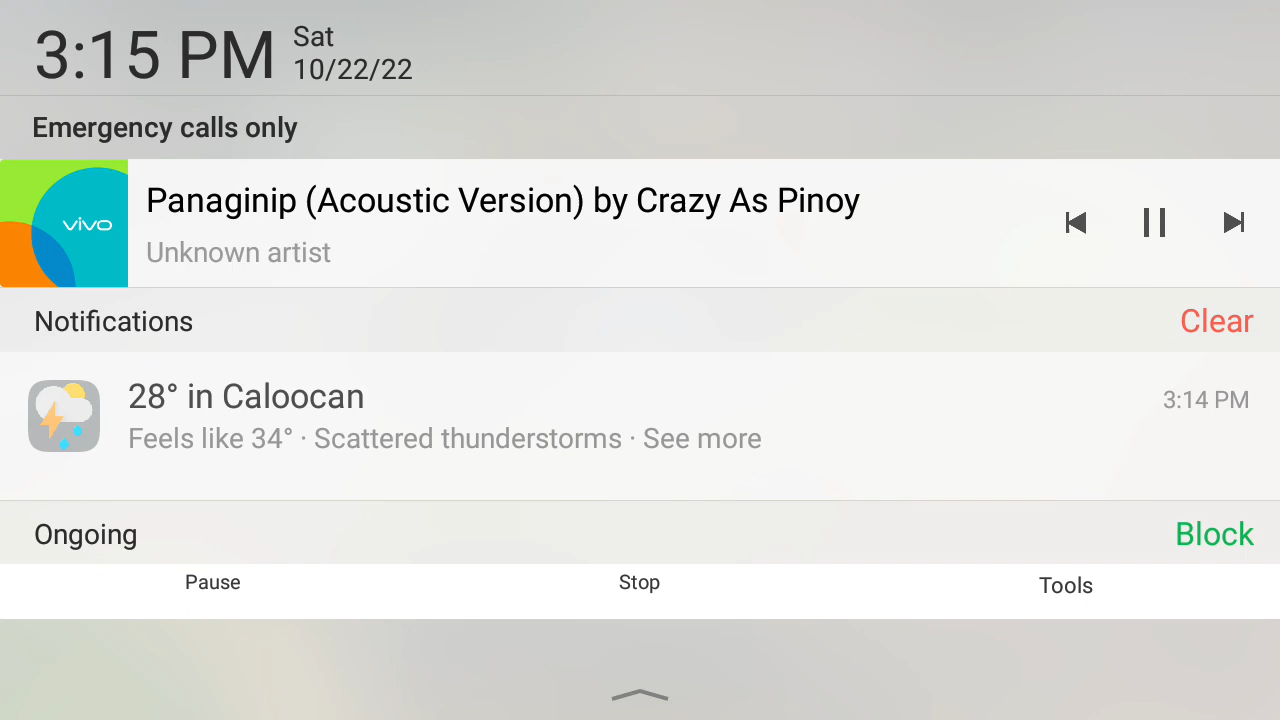 3:15 PM
Sat
10/22/22
Emergency calls only
vivo
Panaginip (Acoustic Version) by Crazy As Pinoy
Unknown artist
Notifications
Clear
28° in Caloocan
3:14 PM
Feels like 34° · Scattered thunderstorms · See more
Ongoing
Block
Pause
Stop
Tools